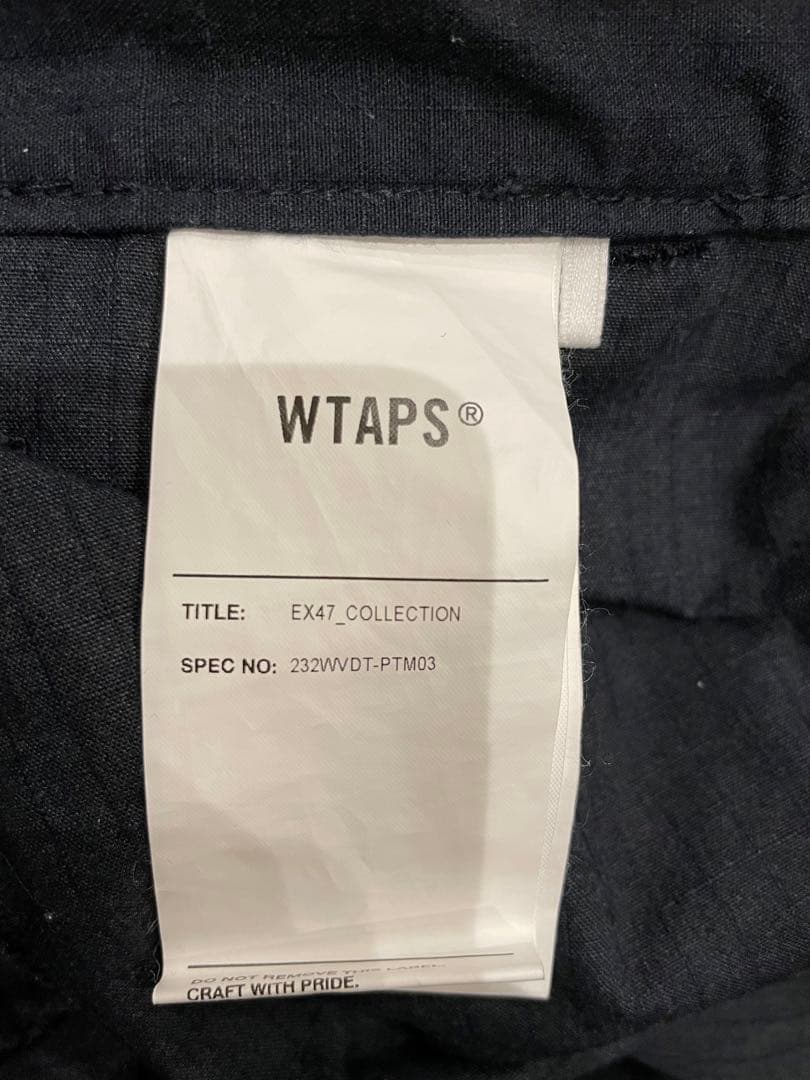 WTAPS®
TITLE: EX47_COLLECTION
SPEC NO: 232WVDT-PTM03
DO NOT REMOVE THIS LABEL.
CRAFT WITH PRIDE.